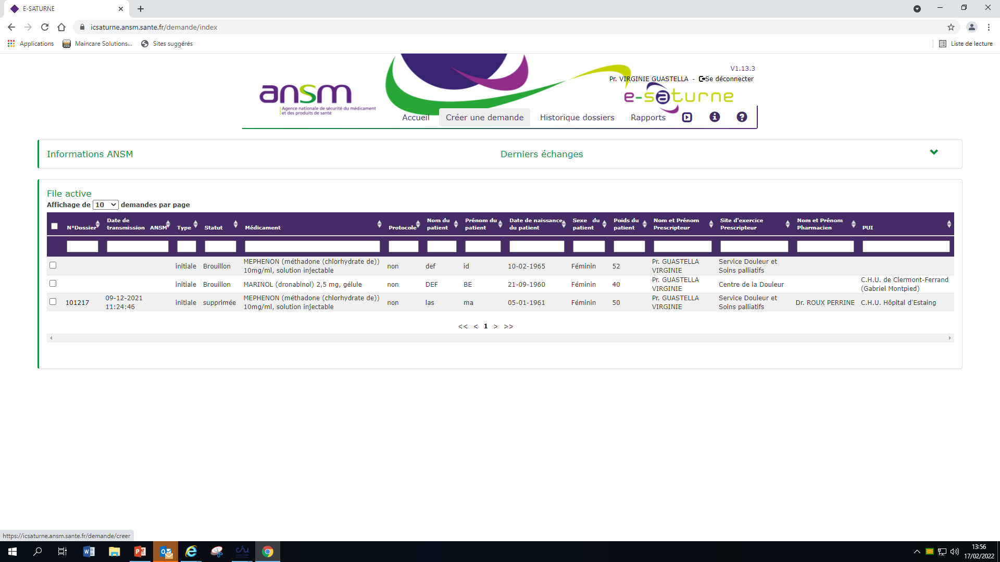 E-SATURNE
icsaturne.ansm.sante.fr/demande/index
Applications
Maincare Solutions...
Sites suggérés
Liste de lecture
V1.13.3
Pr. VIRGINIE GUASTELLA - Se déconnecter
ansm
Agence nationale de sécurité du médicament
et des produits de santé
e-saturne
Accueil
Créer une demande
Historique dossiers
Rapports
Informations ANSM
Derniers échanges
File active
Affichage de 10 demandes par page
N°Dossier
Date de transmission ANSM
Type
Statut
Médicament
Protocole
Nom du patient
Prénom du patient
Date de naissance du patient
Sexe du patient
Poids du patient
Nom et Prénom Prescripteur
Site d'exercice Prescripteur
Nom et Prénom Pharmacien
PUI
initiale Brouillon MEPHENON (méthadone (chlorhydrate de)) 10mg/ml, solution injectable non def id 10-02-1965 Féminin 52 Pr. GUASTELLA VIRGINIE Service Douleur et Soins palliatifs
initiale Brouillon MARINOL (dronabinol) 2,5 mg, gélule non DEF BE 21-09-1960 Féminin 40 Pr. GUASTELLA VIRGINIE Centre de la Douleur C.H.U. de Clermont-Ferrand (Gabriel Montpied)
101217 09-12-2021 11:24:46 initiale supprimée MEPHENON (méthadone (chlorhydrate de)) 10mg/ml, solution injectable non las ma 05-01-1961 Féminin 50 Pr. GUASTELLA VIRGINIE Service Douleur et Soins palliatifs Dr. ROUX PERRINE C.H.U. Hôpital d'Estaing
<< < 1 > >>
https://icsaturne.ansm.sante.fr/demande/creer
13:56
17/02/2022